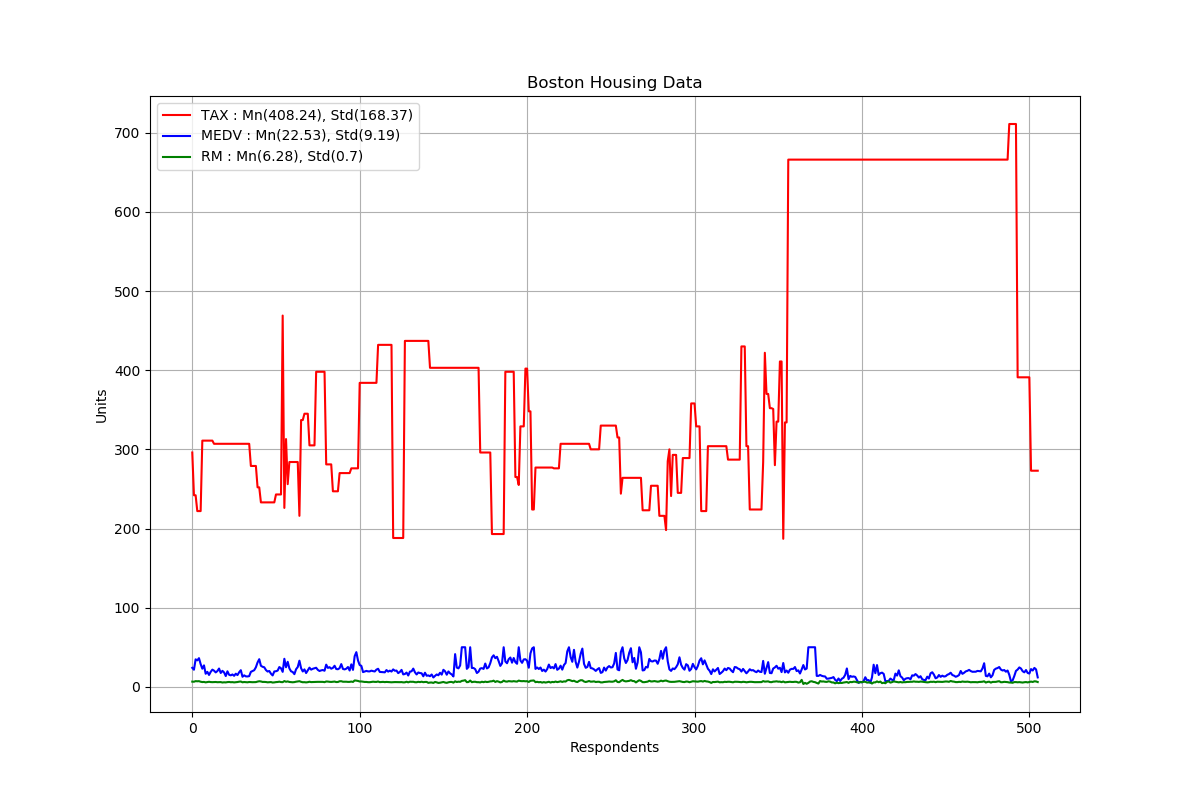 Boston Housing Data
TAX : Mn(408.24), Std(168.37)
MEDV : Mn(22.53), Std(9.19)
RM : Mn(6.28), Std(0.7)
700
600
500
400
300
200
100
0
Units
0 100 200 300 400 500
Respondents